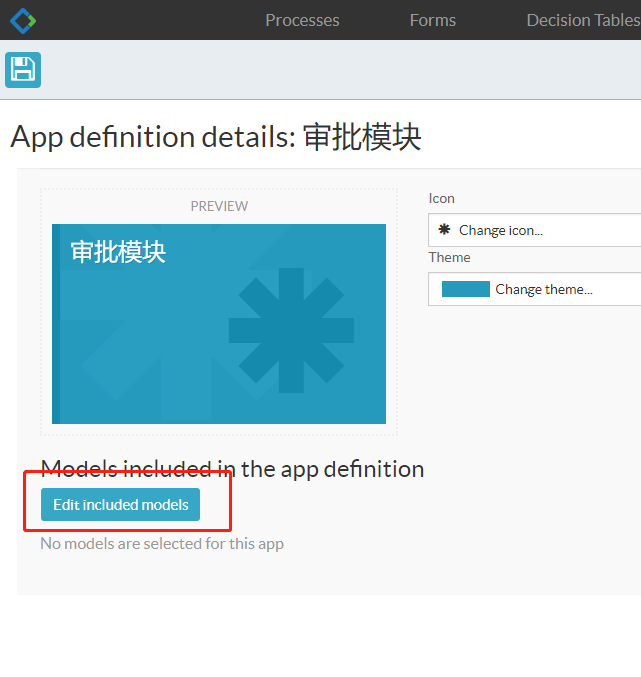 Processes Forms Decision Tables
App definition details: 审批模块
PREVIEW
审批模块
Icon
Change icon...
Theme
Change theme...
Models included in the app definition
Edit included models
No models are selected for this app